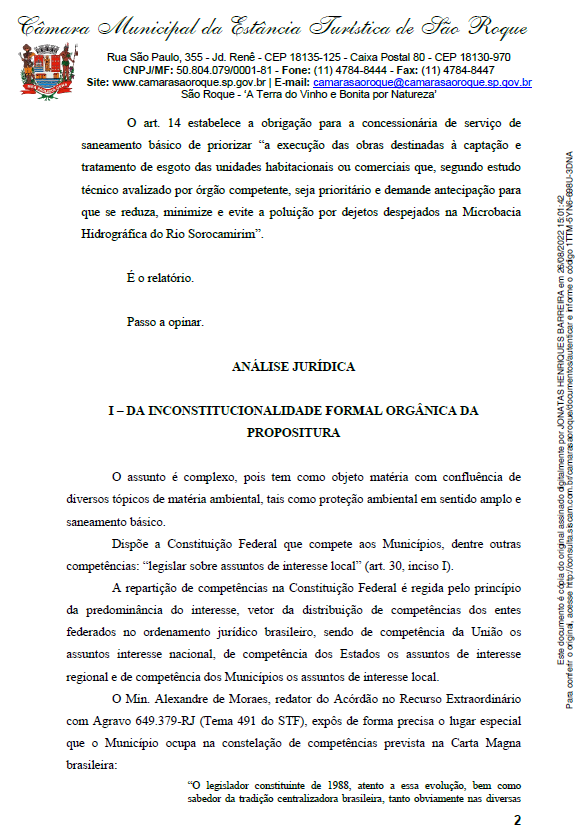 Câmara Municipal da Estância Turística de São Roque
Rua São Paulo, 355 - Jd. Renê - CEP 18135-125 - Caixa Postal 80 - CEP 18130-970
CNPJ/MF: 50.804.079/0001-81 - Fone: (11) 4784-8444 - Fax: (11) 4784-8447
Site: www.camarasaoroque.sp.gov.br | E-mail: camarasaoroque@camarasaoroque.sp.gov.br
São Roque - 'A Terra do Vinho e Bonita por Natureza'
O art. 14 estabelece a obrigação para a concessionária de serviço de
saneamento básico de priorizar “a execução das obras destinadas à captação e
tratamento de esgoto das unidades habitacionais ou comerciais que, segundo estudo
técnico avalizado por órgão competente, seja prioritário e demande antecipação para
que se reduza, minimize e evite a poluição por dejetos despejados na Microbacia
Hidrográfica do Rio Sorocamirim”.
É o relatório.
Passo a opinar.
ANÁLISE JURÍDICA
I – DA INCONSTITUCIONALIDADE FORMAL ORGÂNICA DA
PROPOSITURA
O assunto é complexo, pois tem como objeto matéria com confluência de
diversos tópicos de matéria ambiental, tais como proteção ambiental em sentido amplo e
saneamento básico.
Dispõe a Constituição Federal que compete aos Municípios, dentre outras
competências: “legislar sobre assuntos de interesse local” (art. 30, inciso I).
A repartição de competências na Constituição Federal é regida pelo princípio
da predominância do interesse, vetor da distribuição de competências dos entes
federados no ordenamento jurídico brasileiro, sendo de competência da União os
assuntos interesse nacional, de competência dos Estados os assuntos de interesse
regional e de competência dos Municípios os assuntos de interesse local.
O Min. Alexandre de Moraes, redator do Acórdão no Recurso Extraordinário
com Agravo 649.379-RJ (Tema 491 do STF), expôs de forma precisa o lugar especial
que o Município ocupa na constelação de competências prevista na Carta Magna
brasileira:
“O legislador constituinte de 1988, atento a essa evolução, bem como
sabedor da tradição centralizadora brasileira, tanto obviamente nas diversas
2
Este documento é cópia do original assinado digitalmente por JONATAS HENRIQUES BARREIRA em 26/08/2022 15:01:42
Para conferir o original, acesse http://consulta.siscam.com.br/camarasaoroque/documentos/autenticar e informe o código 1TTM-5YN6-698U-3DNA